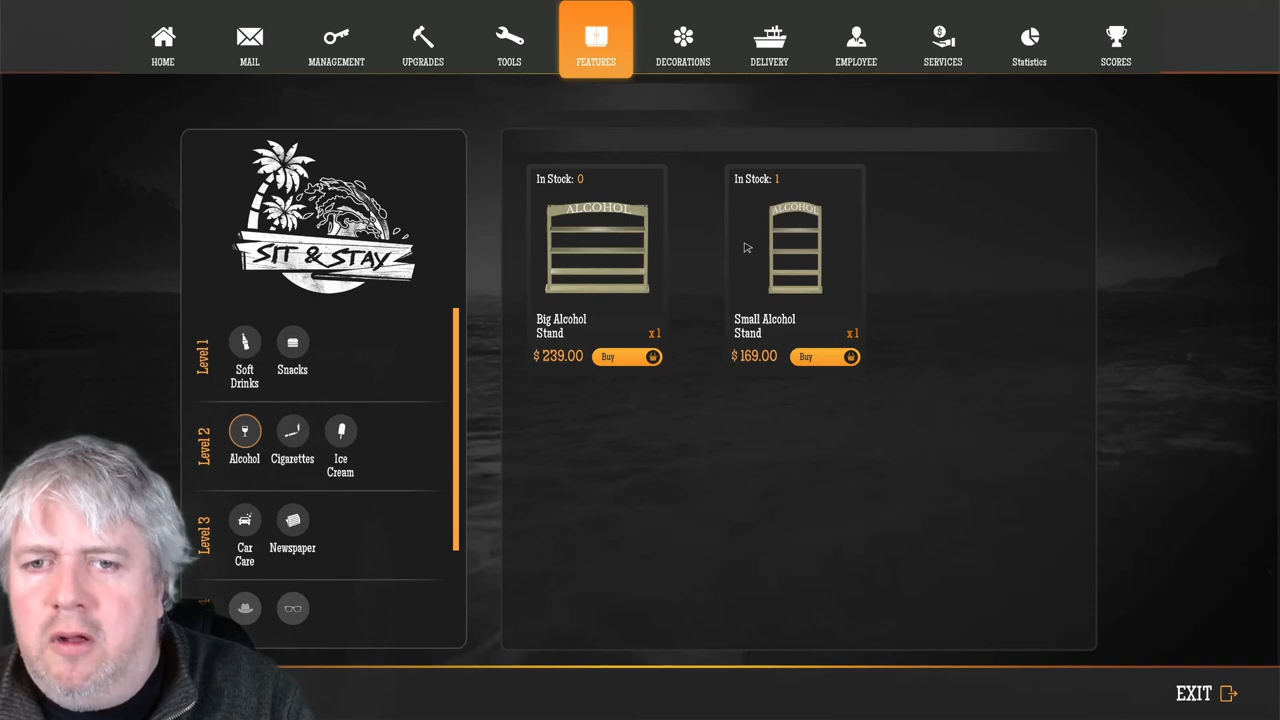 HOME
MAIL
MANAGEMENT
UPGRADES
TOOLS
FEATURES
DECORATIONS
DELIVERY
EMPLOYEE
SERVICES
Statistics
SCORES
SIT & STAY
Level 1
Soft
Drinks
Snacks
Level 2
Alcohol
Cigarettes
Ice
Cream
Level 3
Car
Care
Newspaper
In Stock: 0
ALCOHOL
Big Alcohol
Stand
x 1
$ 239.00
Buy
In Stock: 1
ALCOHOL
Small Alcohol
Stand
x 1
$ 169.00
Buy
EXIT